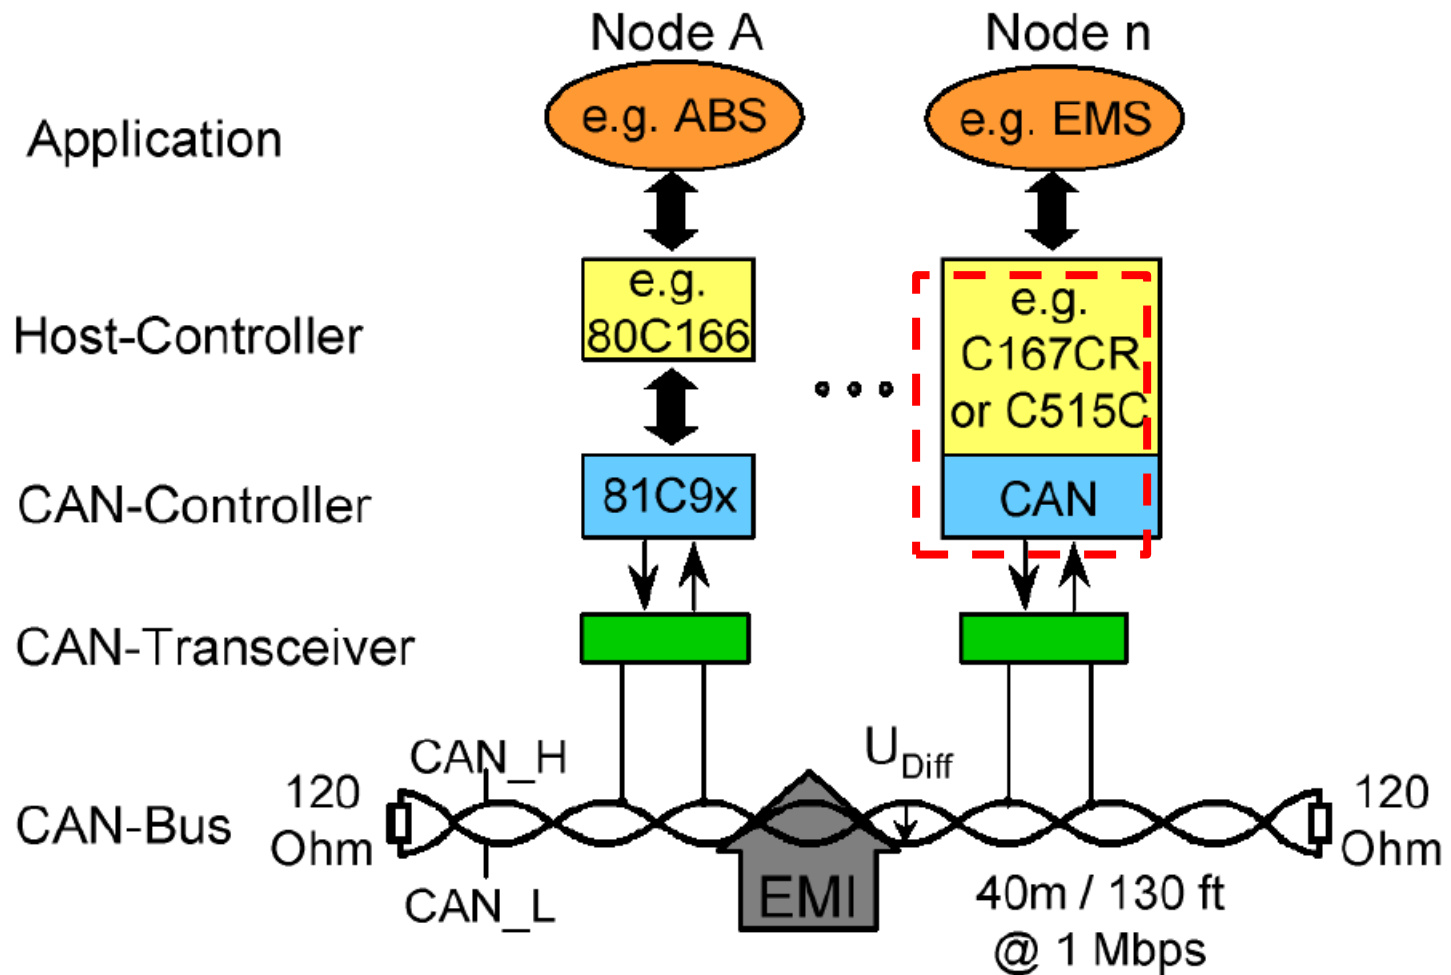 Node A
Node n
Application
e.g. ABS
e.g. EMS
Host-Controller
e.g.
80C166
e.g.
C167CR
or C515C
CAN-Controller
81C9x
CAN
CAN-Transceiver
CAN_H
U Diff
CAN-Bus
120
Ohm
120
Ohm
CAN_L
EMI
40m / 130 ft
@ 1 Mbps